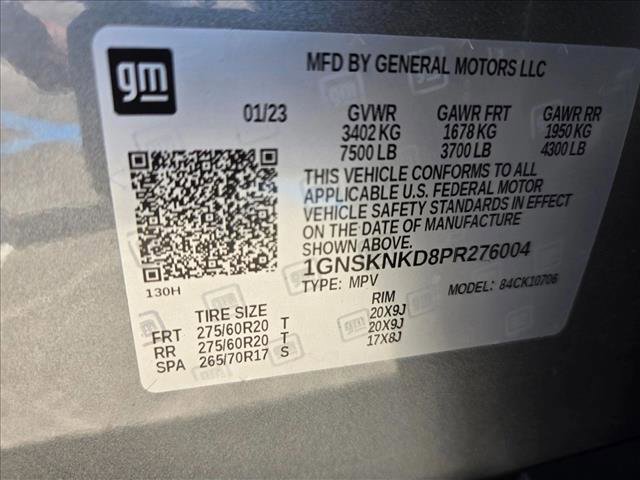 gm
MFD BY GENERAL MOTORS LLC
01/23 GVWR GAWR FRT GAWR RR
3402 KG 1678 KG 1950 KG
7500 LB 3700 LB 4300 LB
THIS VEHICLE CONFORMS TO ALL
APPLICABLE U.S. FEDERAL MOTOR
VEHICLE SAFETY STANDARDS IN EFFECT
ON THE DATE OF MANUFACTURE
SHOWN ABOVE.
1GNSKNKD8PR276004
130H TYPE: MPV MODEL: 84CK10706
TIRE SIZE RIM
FRT 275/60R20 T 20X9J
RR 275/60R20 T 20X9J
SPA 265/70R17 S 17X8J